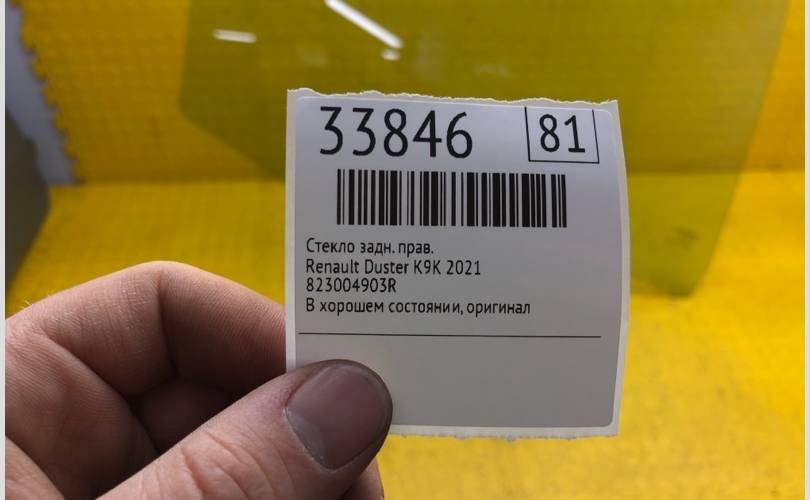 33846
81
Стекло задн. прав.
Renault Duster K9K 2021
823004903R
В хорошем состоянии, оригинал